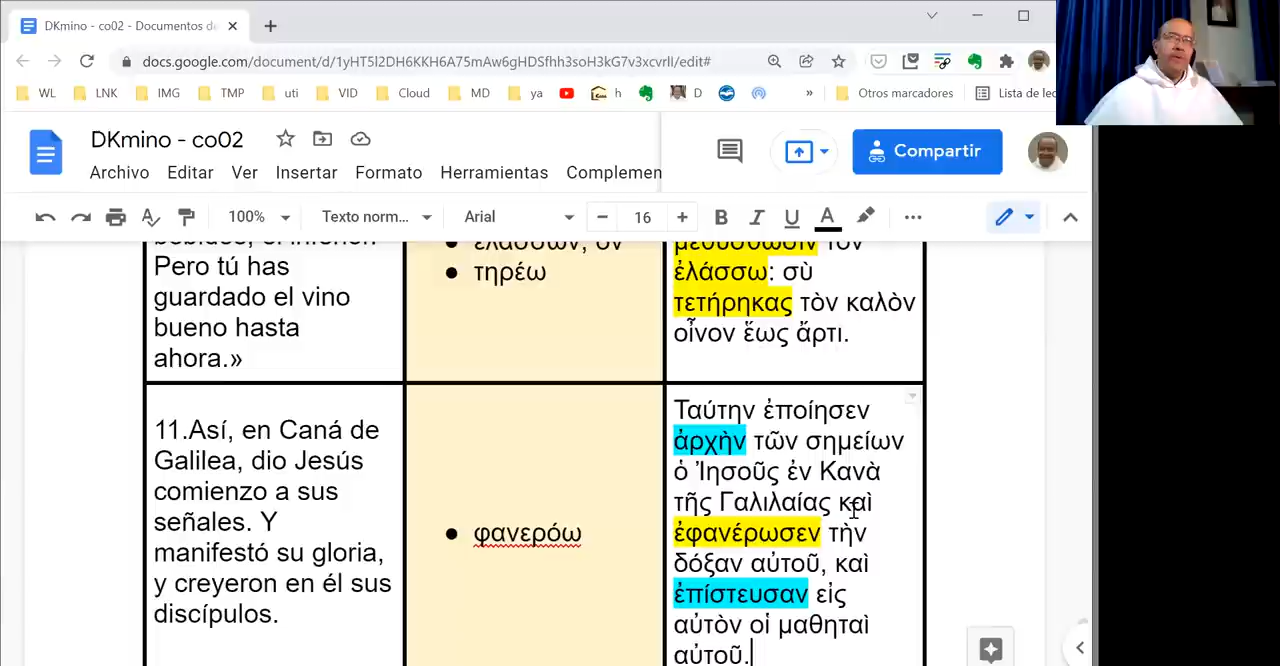 DKmino - co02 - Documentos de
docs.google.com/document/d/1yHT5I2DH6KKH6A75mAw6gHDSfhh3soH3kG7v3xcvrlI/edit#
WL LNK IMG TMP uti VID Cloud MD ya h D » Otros marcadores Lista de lec
DKmino - co02
Compartir
Archivo Editar Ver Insertar Formato Herramientas Complemen
100% Texto norm... Arial 16 B I U A
Pero tú has
guardado el vino
bueno hasta
ahora.»
● τηρέω
ἐλάσσω: σὺ
τετήρηκας τὸν καλὸν
οἶνον ἕως ἄρτι.
11.Así, en Caná de
Galilea, dio Jesús
comienzo a sus
señales. Y
manifestó su gloria,
y creyeron en él sus
discípulos.
● φανερόω
Ταύτην ἐποίησεν
ἀρχὴν τῶν σημείων
ὁ Ἰησοῦς ἐν Κανὰ
τῆς Γαλιλαίας καὶ
ἐφανέρωσεν τὴν
δόξαν αὐτοῦ, καὶ
ἐπίστευσαν εἰς
αὐτὸν οἱ μαθηταὶ
αὐτοῦ.